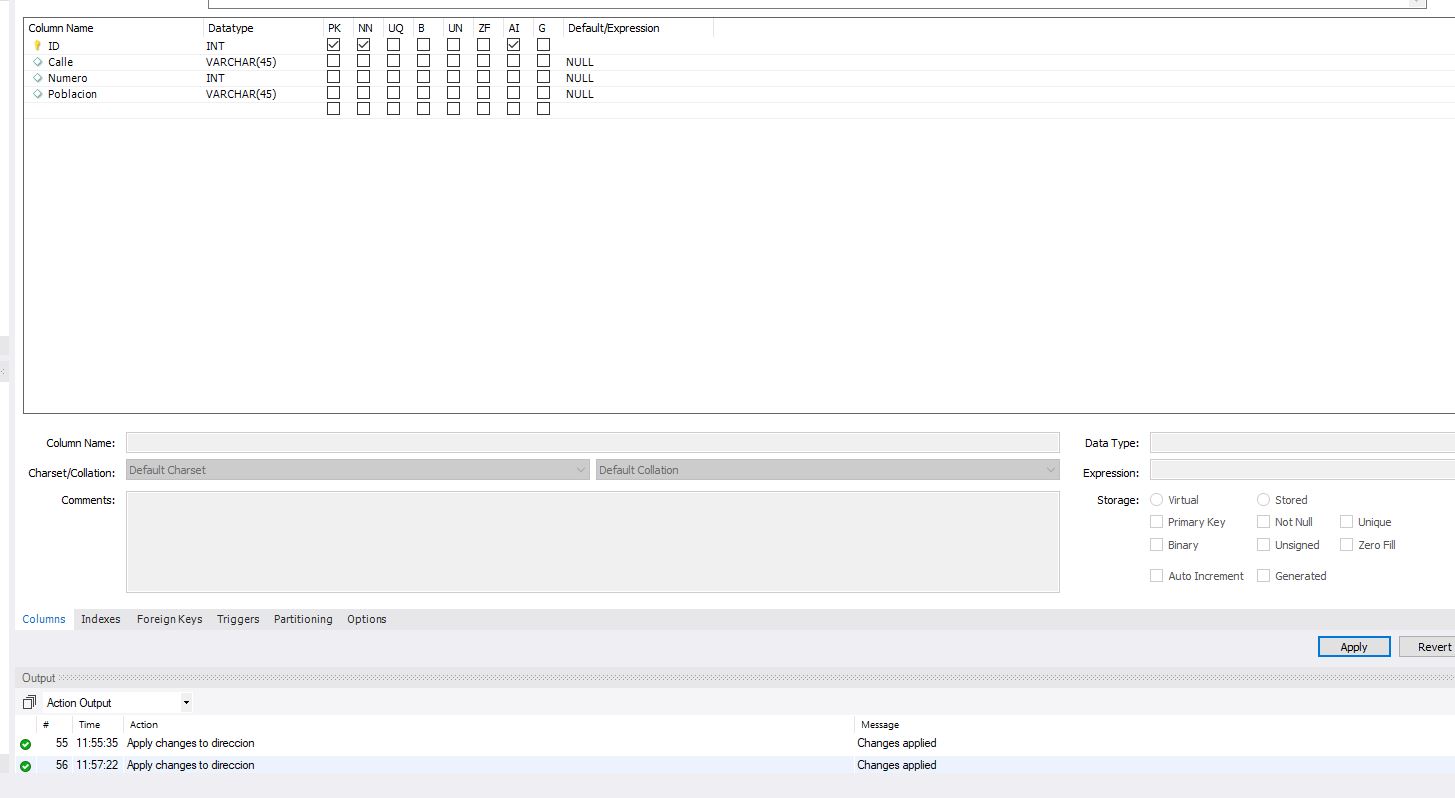 Column Name Datatype PK NN UQ B UN ZF AI G Default/Expression
ID INT
Calle VARCHAR(45) NULL
Numero INT NULL
Poblacion VARCHAR(45) NULL
Column Name: Data Type:
Charset/Collation: Default Charset Default Collation Expression:
Comments: Storage: Virtual Stored
Primary Key Not Null Unique
Binary Unsigned Zero Fill
Auto Increment Generated
Columns Indexes Foreign Keys Triggers Partitioning Options
Apply Revert
Output
Action Output
# Time Action Message
55 11:55:35 Apply changes to direccion Changes applied
56 11:57:22 Apply changes to direccion Changes applied